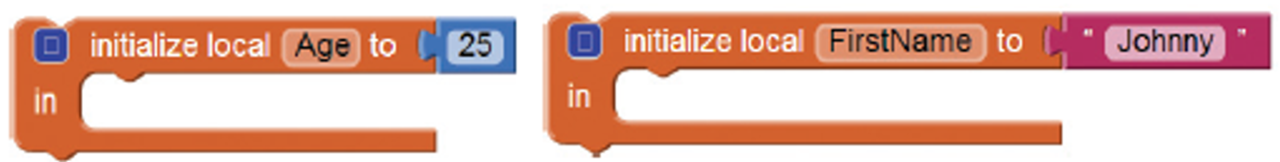 initialize local Age to 25
in
initialize local FirstName to " Johnny "
in